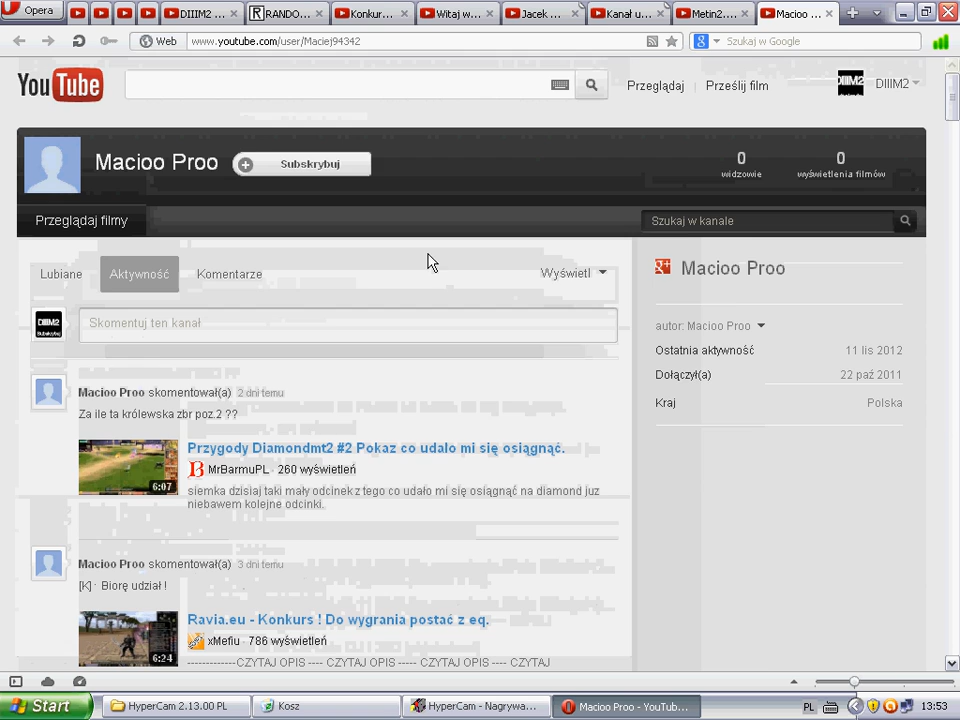 Opera
DIIIM2 ...
RANDO...
Konkur...
Witaj w...
Jacek ...
Kanał u...
Metin2....
Macioo ...
Web
www.youtube.com/user/Maciej94342
Szukaj w Google
YouTube
Przeglądaj
Prześlij film
DIIIM2
DIIIM2
Macioo Proo
Subskrybuj
0
widzowie
0
wyświetlenia filmów
Przeglądaj filmy
Szukaj w kanale
Lubiane
Aktywność
Komentarze
Wyświetl
Macioo Proo
DIIIM2
Subskrybuj
Skomentuj ten kanał
autor: Macioo Proo
Ostatnia aktywność 11 lis 2012
Dołączył(a) 22 paź 2011
Kraj Polska
Macioo Proo skomentował(a) 2 dni temu
Za ile ta królewska zbr poz.2 ??
Przygody Diamondmt2 #2 Pokaz co udalo mi się osiągnąć.
MrBarmuPL · 260 wyświetleń
6:07
siemka dzisiaj taki mały odcinek z tego co udało mi się osiągnąć na diamond juz
niebawem kolejne odcinki.
Macioo Proo skomentował(a) 3 dni temu
[K]· Biorę udział !
Ravia.eu - Konkurs ! Do wygrania postać z eq.
xMefiu · 786 wyświetleń
6:24
-------------CZYTAJ OPIS ---- CZYTAJ OPIS ----- CZYTAJ OPIS ---- CZYTAJ
Start
HyperCam 2.13.00 PL
Kosz
HyperCam - Nagrywa...
Macioo Proo - YouTub...
PL
13:53